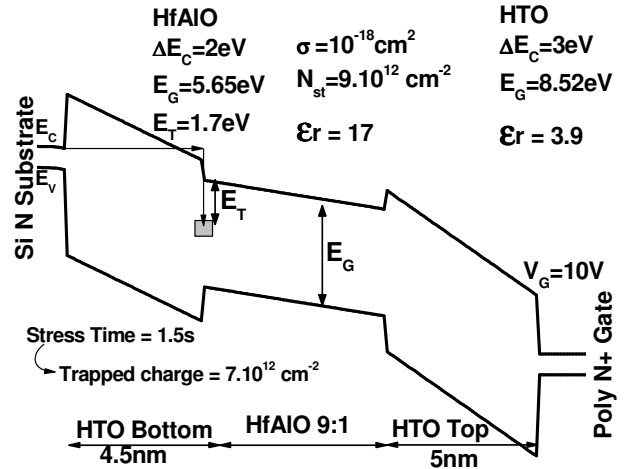 HfAlO
ΔE_C=2eV
E_G=5.65eV
E_T=1.7eV
σ=10^-18 cm^2
N_st=9.10^12 cm^-2
εr = 17
HTO
ΔE_C=3eV
E_G=8.52eV
εr = 3.9
Si N Substrate
E_C
E_V
E_T
E_G
V_G=10V
Poly N+ Gate
Stress Time = 1.5s
Trapped charge = 7.10^12 cm^-2
HTO Bottom
4.5nm
HfAlO 9:1
HTO Top
5nm